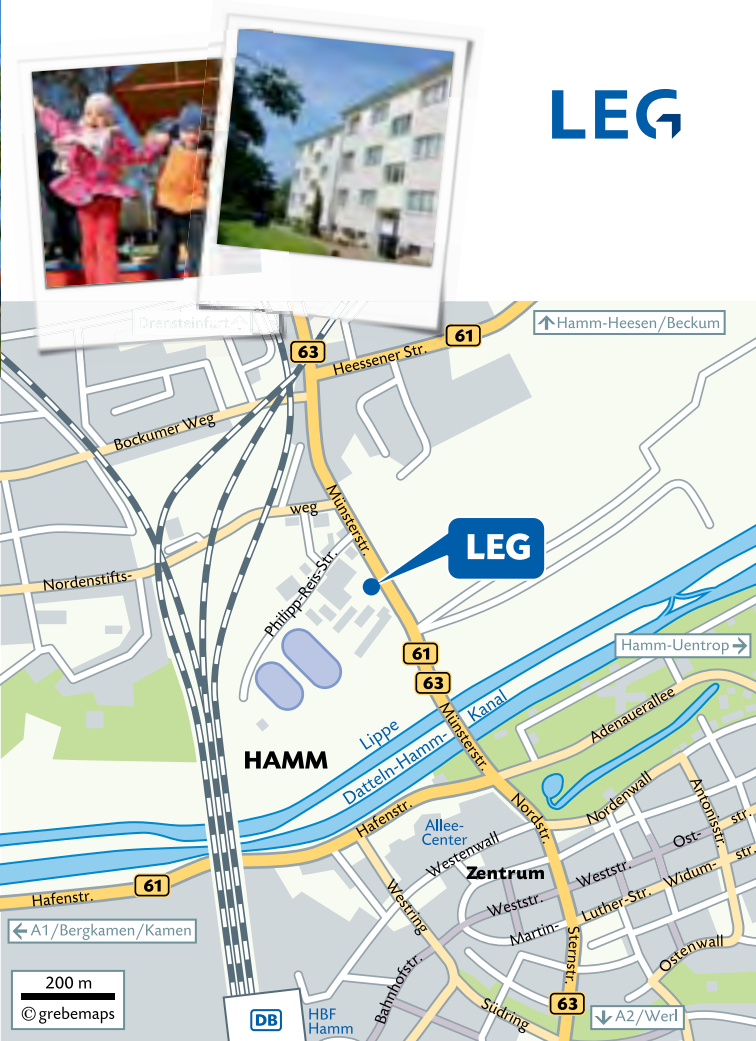 LEG
Drensteinfurt ↑
63
Heessener Str.
61
↑ Hamm-Heesen/Beckum
Bockumer Weg
Münsterstr.
weg
LEG
Nordenstifts-
Philipp-Reis-Str.
61
63
Hamm-Uentrop →
Lippe
Datteln-Hamm-
Kanal
Münsterstr.
Adenauerallee
HAMM
Hafenstr.
Allee-
Center
Nordstr.
Nordenwall
Antonisstr.
Westenwall
Zentrum
Ost-
str.
Weststr.
Widum-
str.
Hafenstr.
61
Westring
Weststr.
Martin-
Luther-Str.
← A1/Bergkamen/Kamen
Sternstr.
Ostenwall
Bahnhofstr.
200 m
© grebemaps
DB
HBF
Hamm
Südring
63
↓ A2/Werl